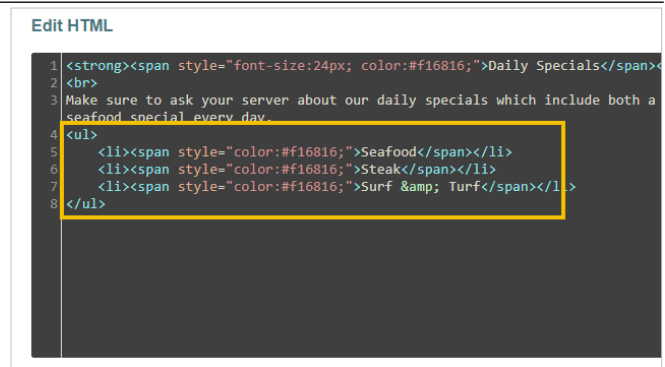 Edit HTML
1 <strong><span style="font-size:24px; color:#f16816;">Daily Specials</span><
2 <br>
3 Make sure to ask your server about our daily specials which include both a
seafood special every day.
4 <ul>
5 <li><span style="color:#f16816;">Seafood</span></li>
6 <li><span style="color:#f16816;">Steak</span></li>
7 <li><span style="color:#f16816;">Surf &amp; Turf</span></li>
8 </ul>